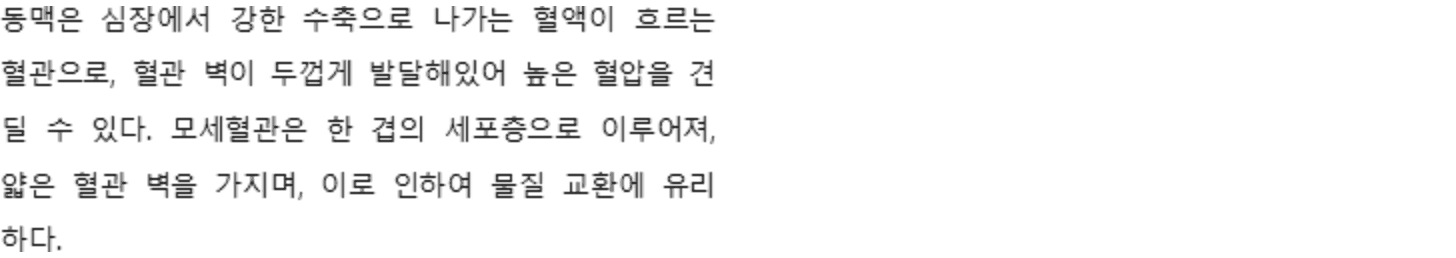 동맥은 심장에서 강한 수축으로 나가는 혈액이 흐르는
혈관으로, 혈관 벽이 두껍게 발달해있어 높은 혈압을 견
딜 수 있다. 모세혈관은 한 겹의 세포층으로 이루어져,
얇은 혈관 벽을 가지며, 이로 인하여 물질 교환에 유리
하다.